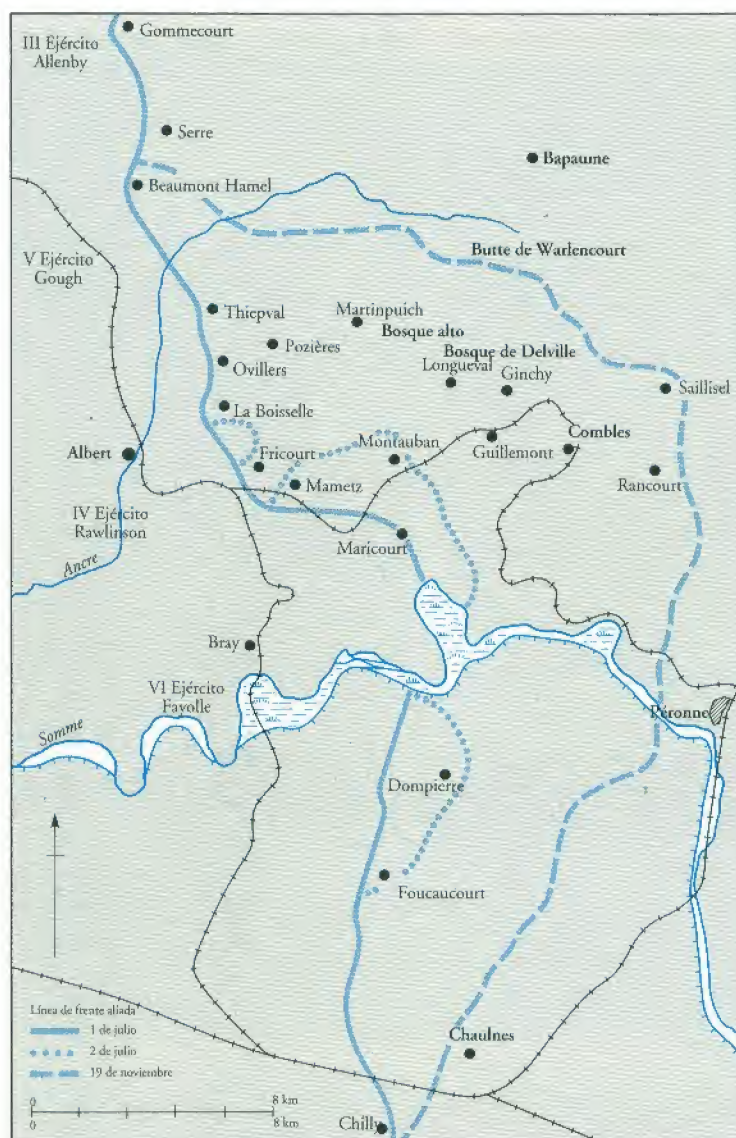 Gommecourt
III Ejército
Allenby
Serre
Bapaune
Beaumont Hamel
V Ejército
Gough
Butte de Warlencourt
Thiepval
Martinpuich
Bosque alto
Pozières
Bosque de Delville
Ovillers
Longueval
Ginchy
Saillisel
La Boisselle
Albert
Fricourt
Montauban
Guillemont
Combles
Mametz
Rancourt
IV Ejército
Rawlinson
Maricourt
Ancre
Bray
VI Ejército
Fayolle
Somme
Péronne
Dompierre
Foucaucourt
Línea de frente aliada
1 de julio
2 de julio
19 de noviembre
Chaulnes
0 8 km
0 8 km
Chilly